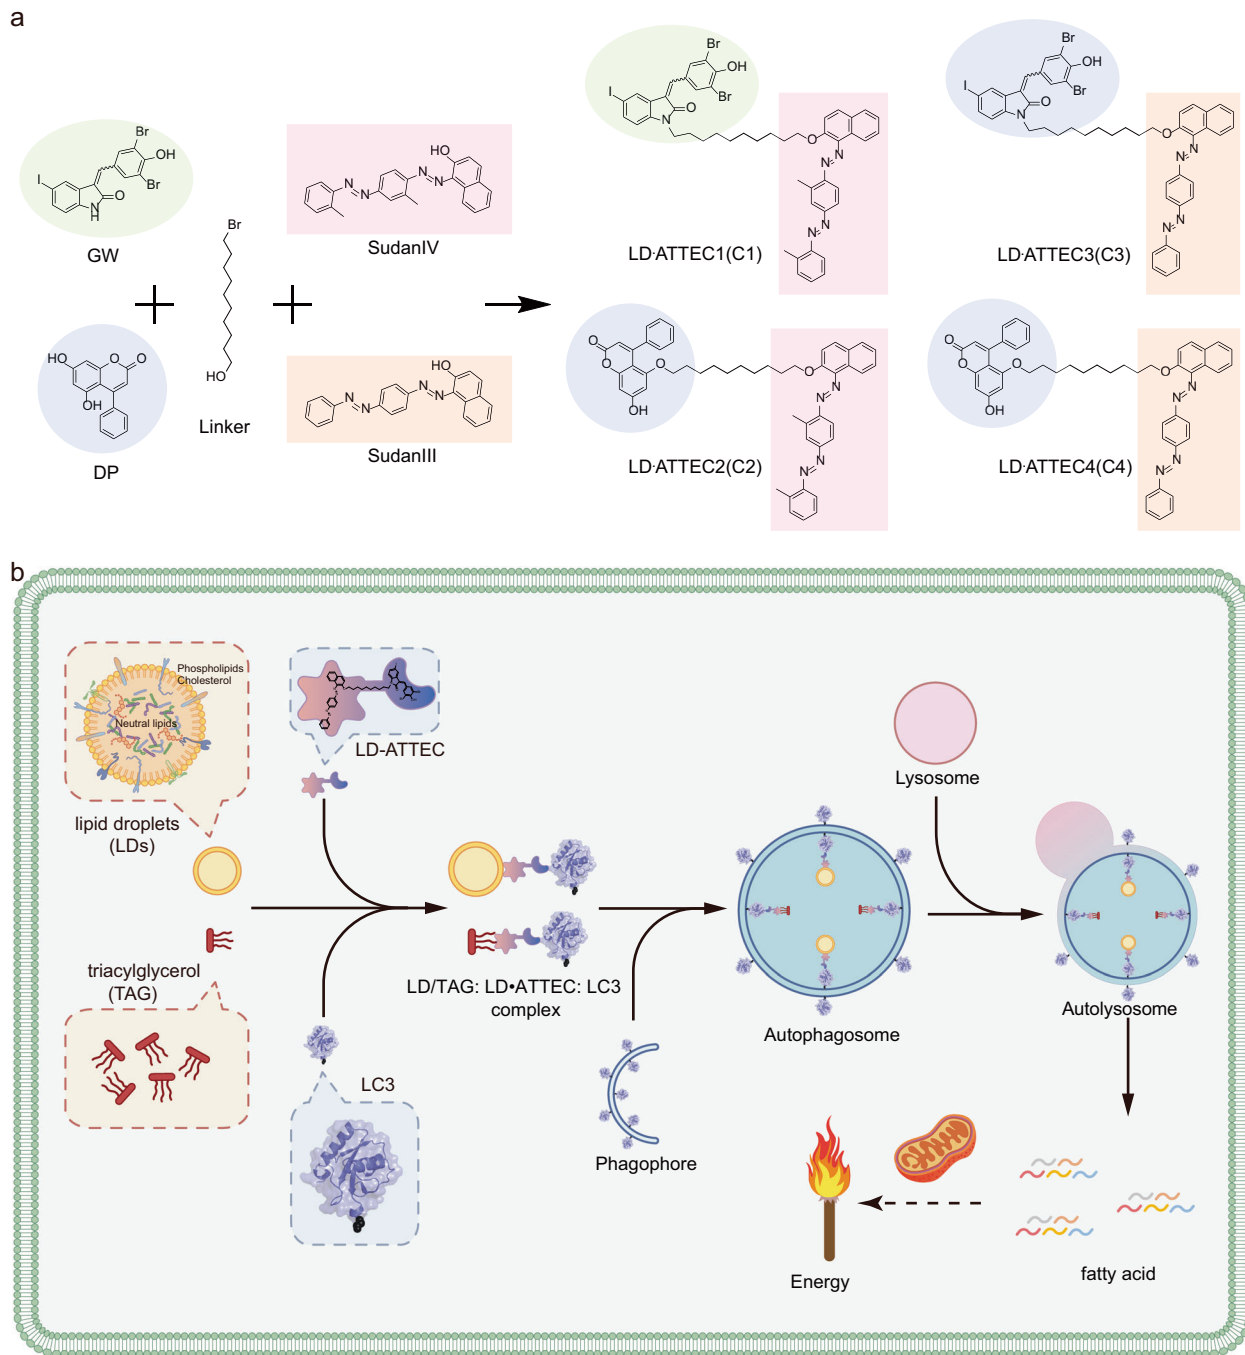 a
Br
OH
Br
I
O
N
H
GW
HO
O
O
OH
DP
Br
HO
Linker
HO
N
N
N
N
SudanIV
HO
N
N
N
N
SudanIII
Br
OH
Br
I
O
N
O
N
N
N
N
LD·ATTEC1(C1)
Br
OH
Br
I
O
N
O
N
N
N
N
LD·ATTEC3(C3)
O
O
O
OH
O
N
N
N
N
LD·ATTEC2(C2)
O
O
O
OH
O
N
N
N
N
LD·ATTEC4(C4)
b
Phospholipids
Cholesterol
Neutral lipids
lipid droplets
(LDs)
LD-ATTEC
triacylglycerol
(TAG)
LC3
LD/TAG: LD•ATTEC: LC3
complex
Phagophore
Autophagosome
Lysosome
Autolysosome
fatty acid
Energy